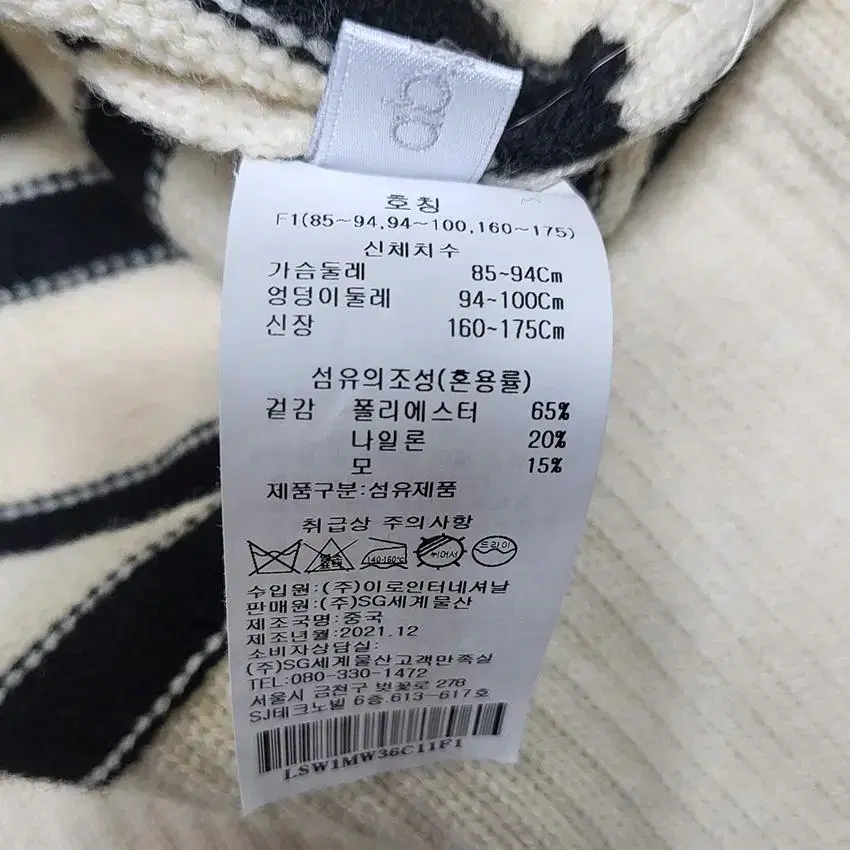 ab
호칭
F1(85~94,94~100,160~175)
신체치수
가슴둘레 85~94Cm
엉덩이둘레 94~100Cm
신장 160~175Cm
섬유의조성(혼용률)
겉감 폴리에스터 65%
나일론 20%
모 15%
제품구분:섬유제품
취급상 주의사항
140-160℃ 드라이
수입원:(주)이로인터네셔날
판매원:(주)SG세계물산
제조국명:중국
제조년월:2021.12
소비자상담실:
(주)SG세계물산고객만족실
TEL:080-330-1472
서울시 금천구 벚꽃로 278
SJ테크노빌 6층.613-617호
LSW1MW36C11F1